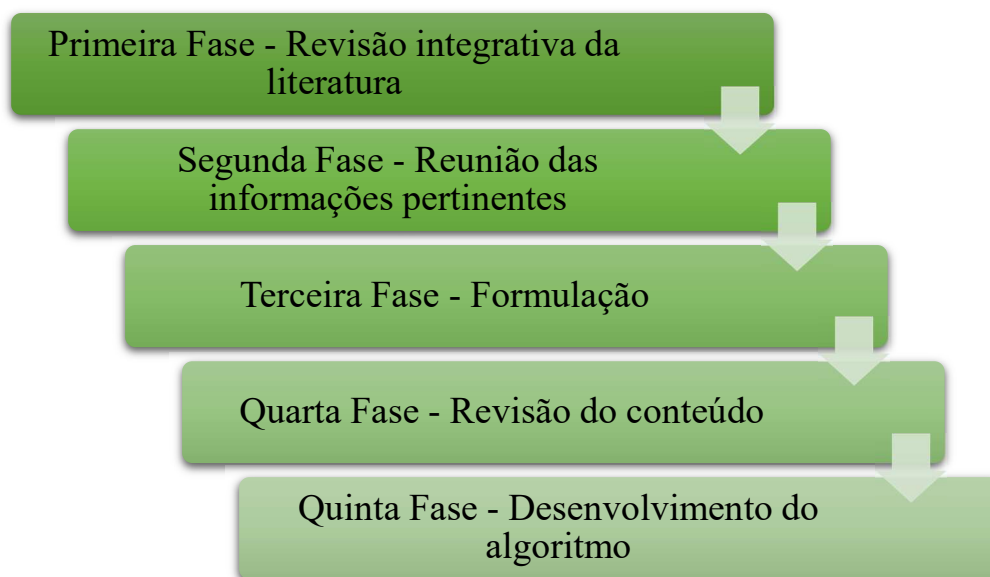 Primeira Fase - Revisão integrativa da
literatura
Segunda Fase - Reunião das
informações pertinentes
Terceira Fase - Formulação
Quarta Fase - Revisão do conteúdo
Quinta Fase - Desenvolvimento do
algoritmo